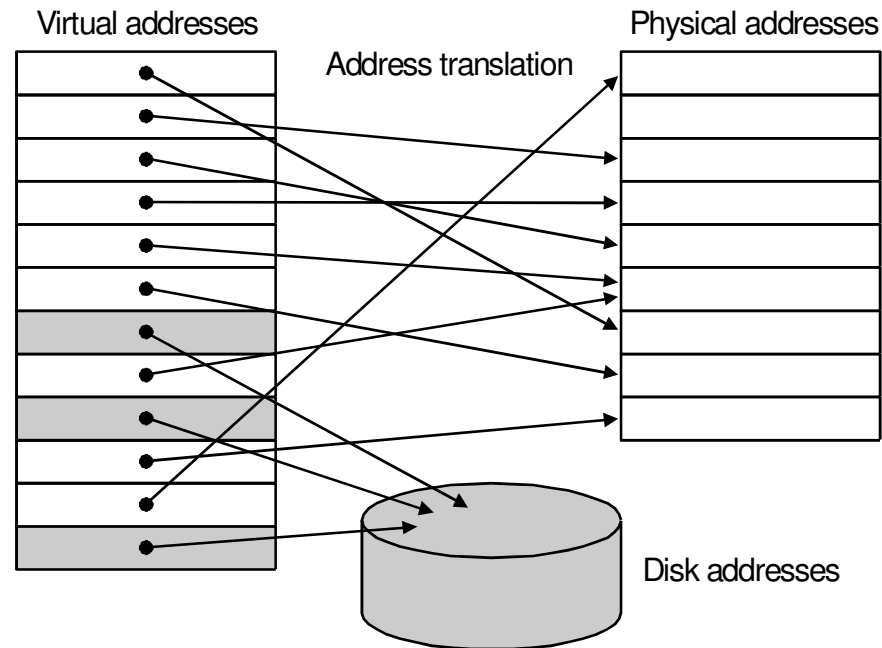 Virtual addresses
Address translation
Physical addresses
Disk addresses